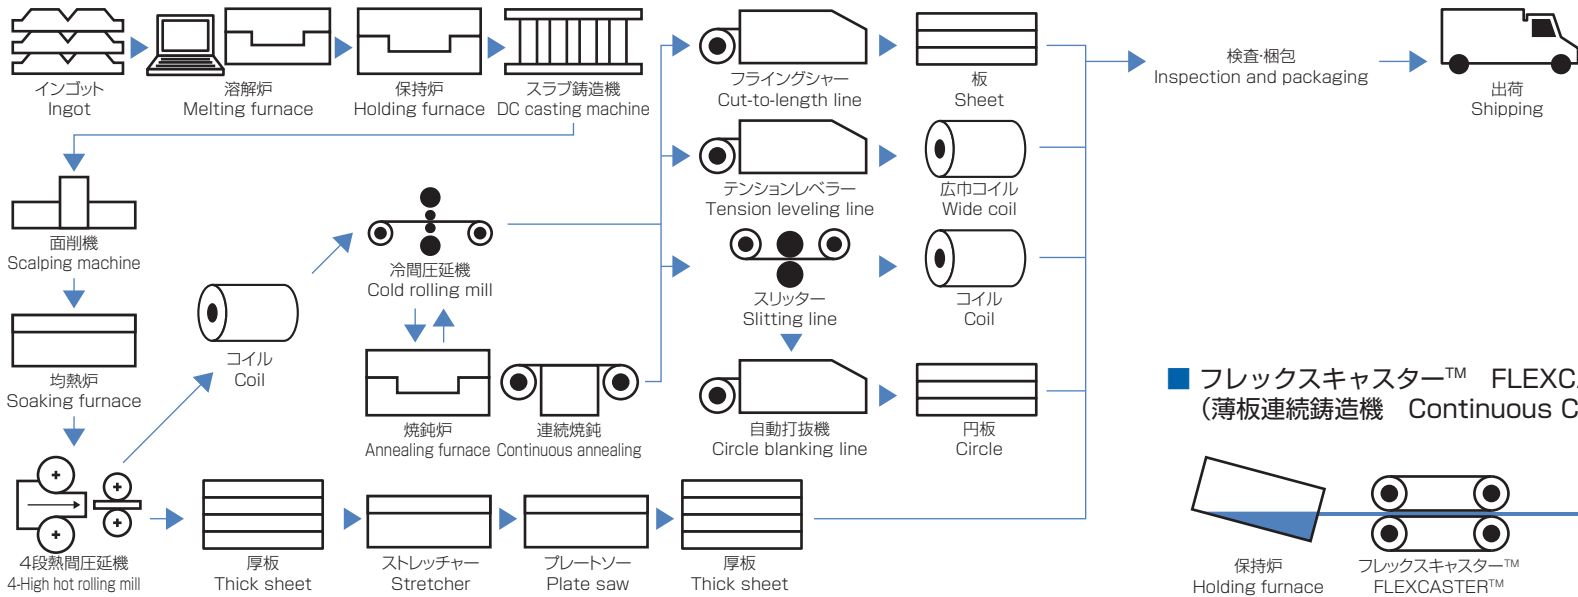 インゴット
Ingot
溶解炉
Melting furnace
保持炉
Holding furnace
スラブ鋳造機
DC casting machine
フライングシャー
Cut-to-length line
板
Sheet
検査・梱包
Inspection and packaging
出荷
Shipping
面削機
Scalping machine
コイル
Coil
冷間圧延機
Cold rolling mill
テンションレベラー
Tension leveling line
広巾コイル
Wide coil
スリッター
Slitting line
コイル
Coil
均熱炉
Soaking furnace
焼鈍炉
Annealing furnace
連続焼鈍
Continuous annealing
自動打抜機
Circle blanking line
円板
Circle
4段熱間圧延機
4-High hot rolling mill
厚板
Thick sheet
ストレッチャー
Stretcher
プレートソー
Plate saw
厚板
Thick sheet
■ フレックスキャスター™ FLEXC
(薄板連続鋳造機 Continuous C
保持炉
Holding furnace
フレックスキャスター™
FLEXCASTER™